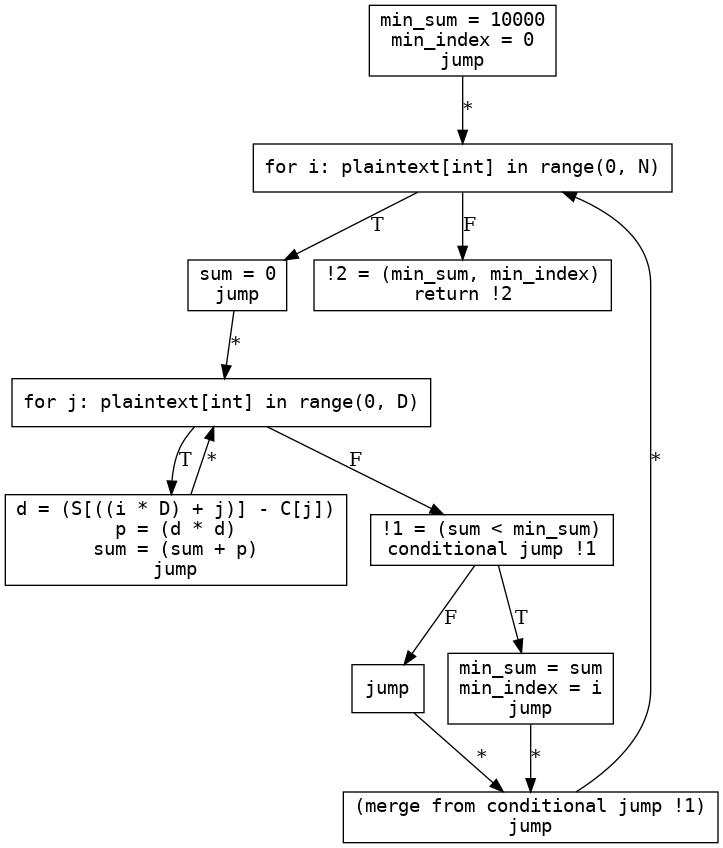 min_sum = 10000
min_index = 0
jump
*
for i: plaintext[int] in range(0, N)
T
F
sum = 0
jump
!2 = (min_sum, min_index)
return !2
*
for j: plaintext[int] in range(0, D)
T
*
F
*
d = (S[((i * D) + j)] - C[j])
p = (d * d)
sum = (sum + p)
jump
!1 = (sum < min_sum)
conditional jump !1
F
T
jump
min_sum = sum
min_index = i
jump
*
*
(merge from conditional jump !1)
jump